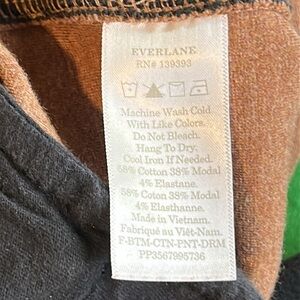 EVERLANE
RN# 139393
Machine Wash Cold
With Like Colors.
Do Not Bleach.
Hang To Dry.
Cool Iron If Needed.
58% Cotton 38% Modal
4% Elastane.
58% Coton 38% Modal
4% Elasthanne.
Made in Vietnam.
Fabriqué au Viêt-Nam.
F-BTM-CTN-PNT-DRM
PP3567995736